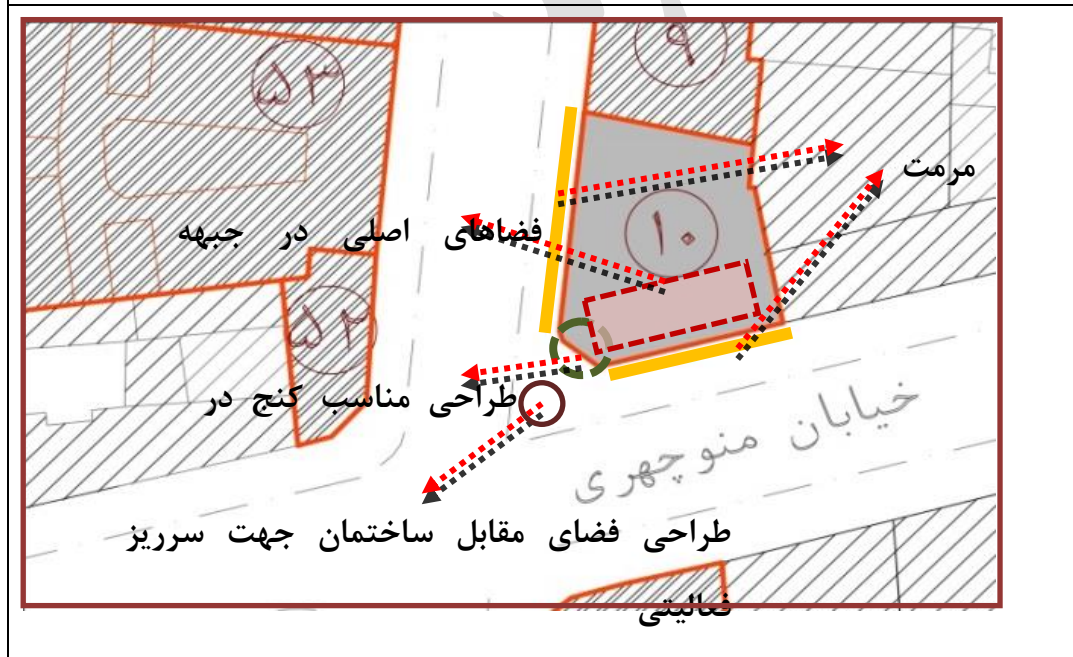 ۹
۵۳
مرمت
۱۰
فضاهای اصلی در جبهه
۵۲
طراحی مناسب کنج در
خیابان منوچهری
طراحی فضای مقابل ساختمان جهت سرریز
فعالیتی